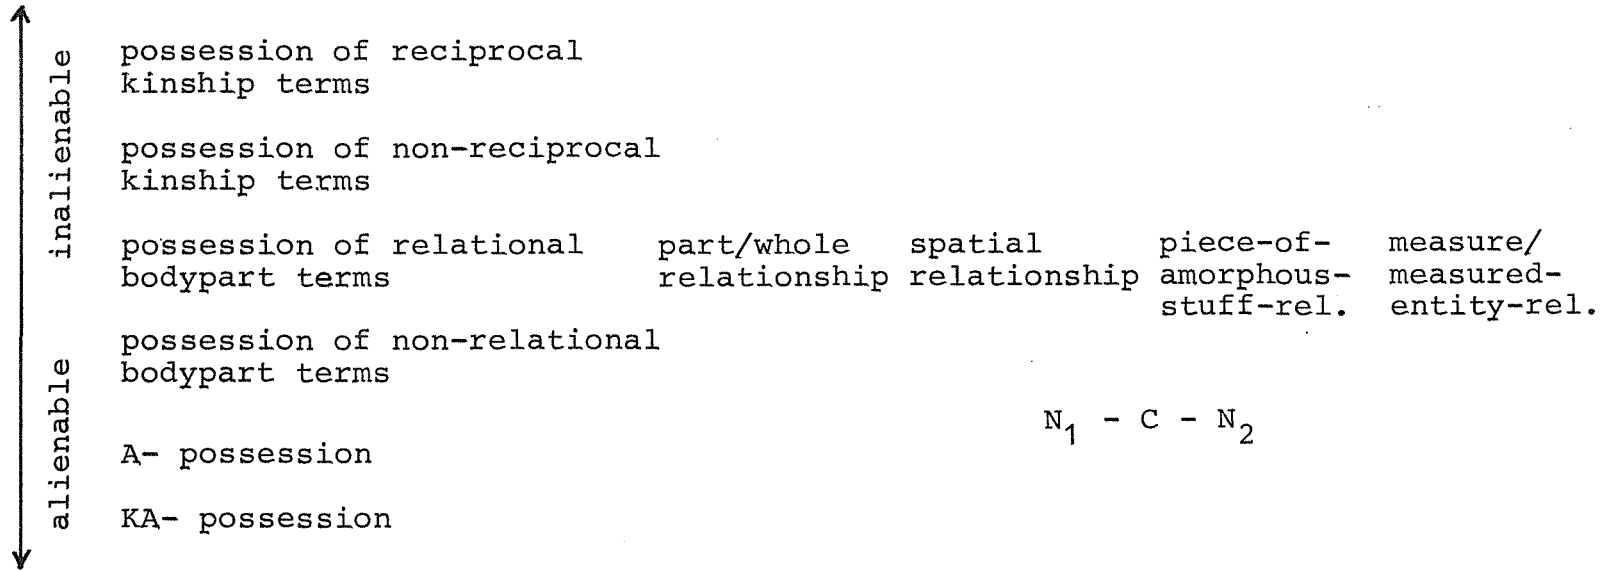 inalienable
alienable
possession of reciprocal
kinship terms
possession of non-reciprocal
kinship terms
possession of relational part/whole spatial piece-of- measure/
bodypart terms relationship relationship amorphous- measured-
stuff-rel. entity-rel.
possession of non-relational
bodypart terms
N1 - C - N2
A- possession
KA- possession